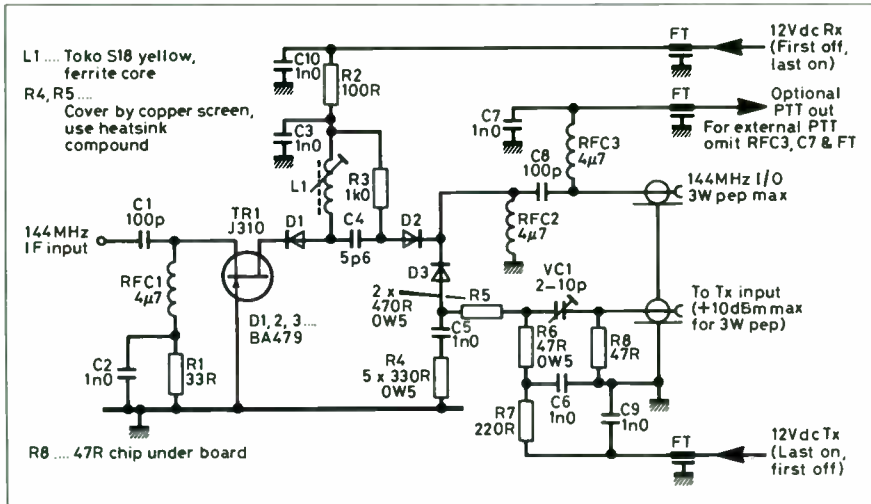 L1 .... Toko S18 yellow,
ferrite core
R4, R5....
Cover by copper screen,
use heatsink
compound
C10
1n0
R2
100R
FT
12Vdc Rx
(First off,
last on)
C3
1n0
C7
1n0
FT
Optional
PTT out
For external PTT
omit RFC3, C7 & FT
RFC3
4µ7
L1
R3
1k0
C8
100p
144MHz I/O
3W pep max
144MHz
IF input
C1
100p
TR1
J310
D1
C4
5p6
D2
RFC2
4µ7
RFC1
4µ7
D3
2 x
470R
0W5
R5
VC1
2-10p
To Tx input
(+10dBm max
for 3W pep)
D1, 2, 3 ....
BA479
C5
1n0
R6
47R
0W5
R8
47R
C2
1n0
R1
33R
R4
5 x 330R
0W5
C6
1n0
R7
220R
C9
1n0
FT
12Vdc Tx
(Last on,
first off)
R8 .... 47R chip under board